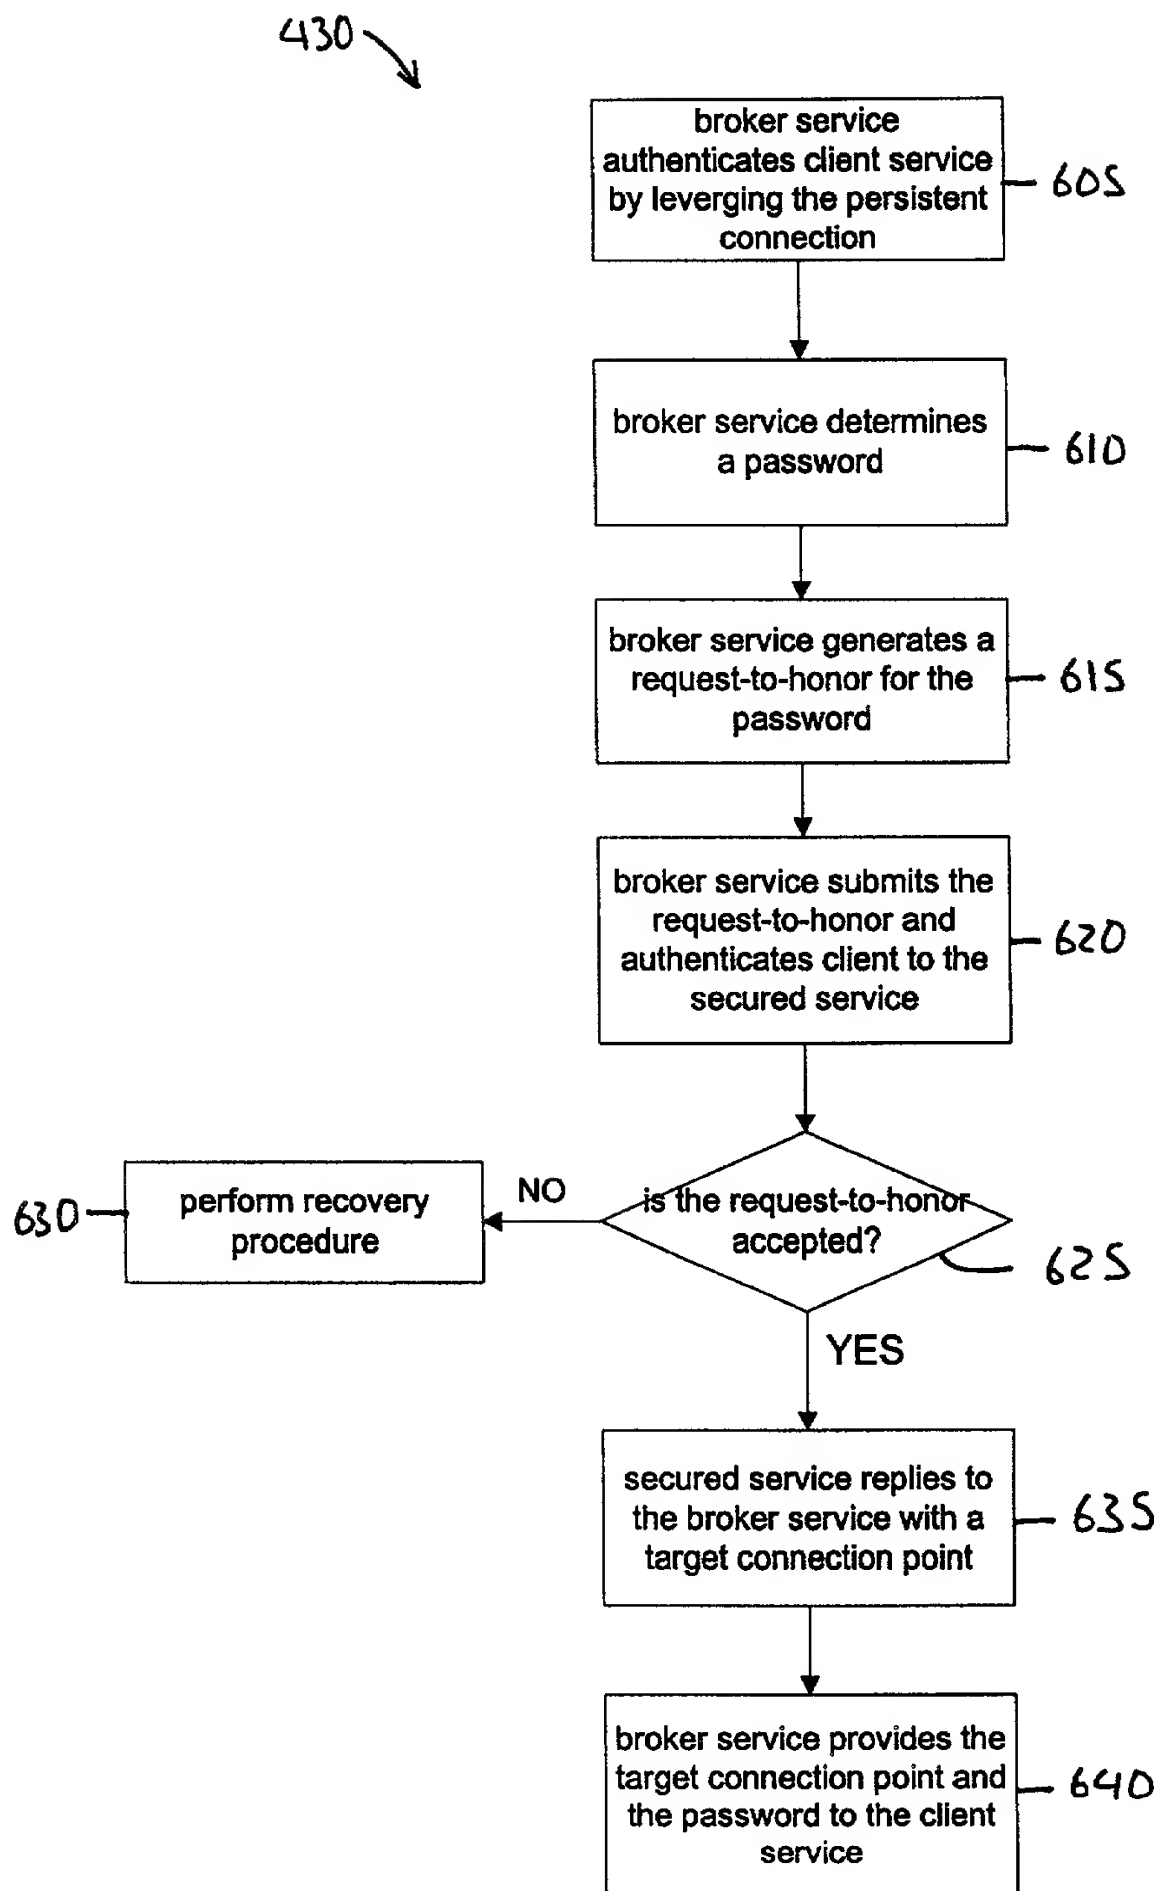 430
broker service
authenticates client service
by leverging the persistent
connection
605
broker service determines
a password
610
broker service generates a
request-to-honor for the
password
615
broker service submits the
request-to-honor and
authenticates client to the
secured service
620
is the request-to-honor
accepted?
625
NO
perform recovery
procedure
630
YES
secured service replies to
the broker service with a
target connection point
635
broker service provides the
target connection point and
the password to the client
service
640